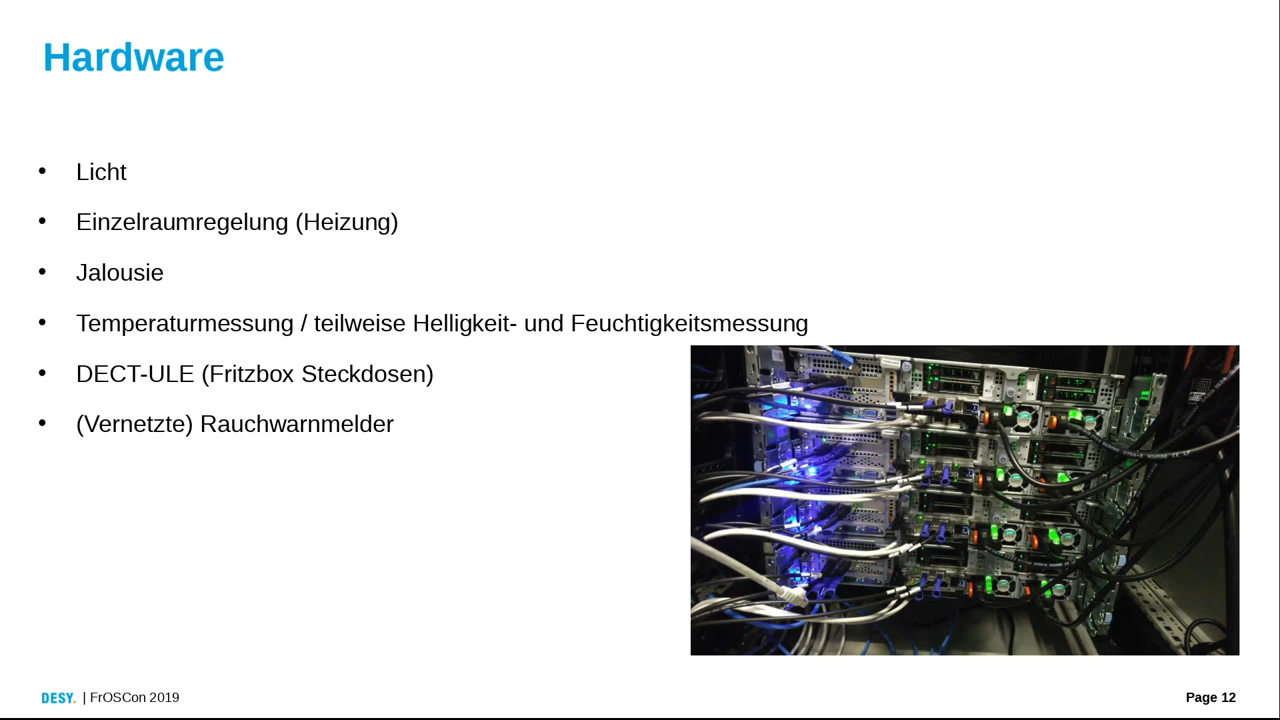 Hardware
• Licht
• Einzelraumregelung (Heizung)
• Jalousie
• Temperaturmessung / teilweise Helligkeit- und Feuchtigkeitsmessung
• DECT-ULE (Fritzbox Steckdosen)
• (Vernetzte) Rauchwarnmelder
DESY. | FrOSCon 2019
Page 12